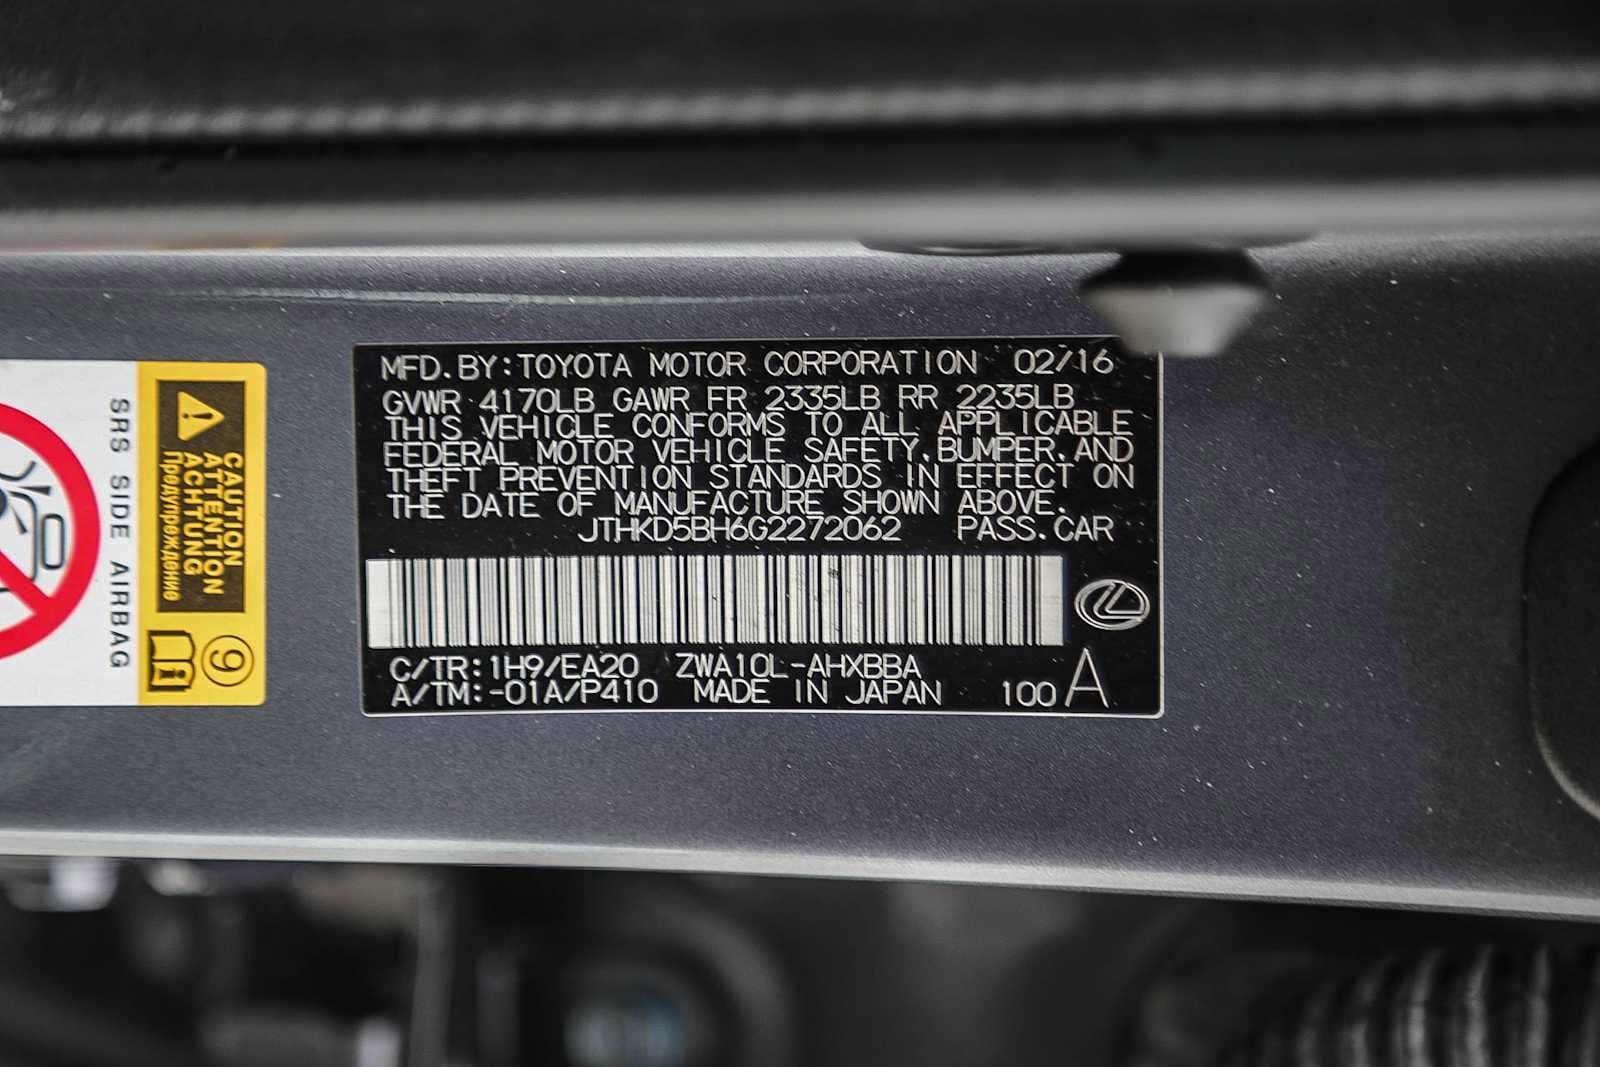 MFD.BY:TOYOTA MOTOR CORPORATION 02/16
GVWR 4170LB GAWR FR 2335LB RR 2235LB
THIS VEHICLE CONFORMS TO ALL APPLICABLE
FEDERAL MOTOR VEHICLE SAFETY,BUMPER,AND
THEFT PREVENTION STANDARDS IN EFFECT ON
THE DATE OF MANUFACTURE SHOWN ABOVE.
JTHKD5BH6G2272062 PASS.CAR
C/TR:1H9/EA20 ZWA10L-AHXBBA
A/TM:-01A/P410 MADE IN JAPAN 100 A
CAUTION
ATTENTION
ACHTUNG
Предупреждение
SRS SIDE AIRBAG
9